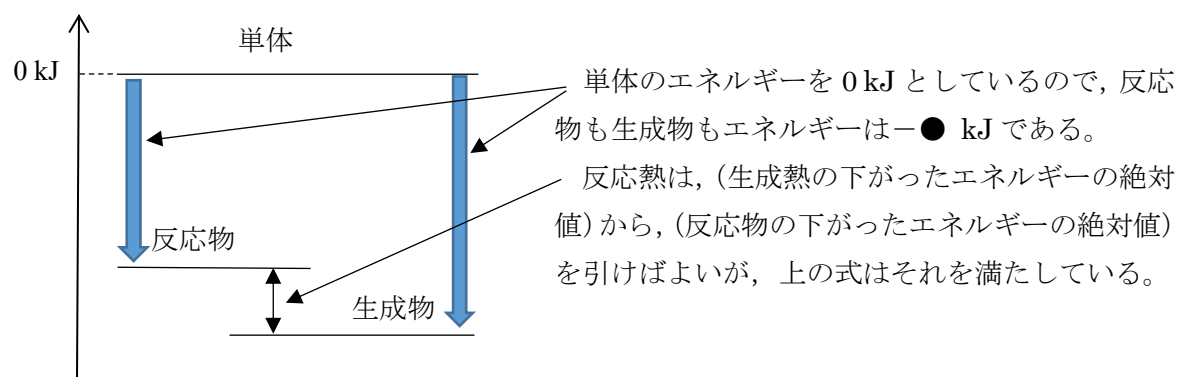 単体
0 kJ
単体のエネルギーを 0 kJ としているので，反応
物も生成物もエネルギーは－● kJ である。
反応熱は，（生成熱の下がったエネルギーの絶対
値）から，（反応物の下がったエネルギーの絶対値）
を引けばよいが，上の式はそれを満たしている。
反応物
生成物